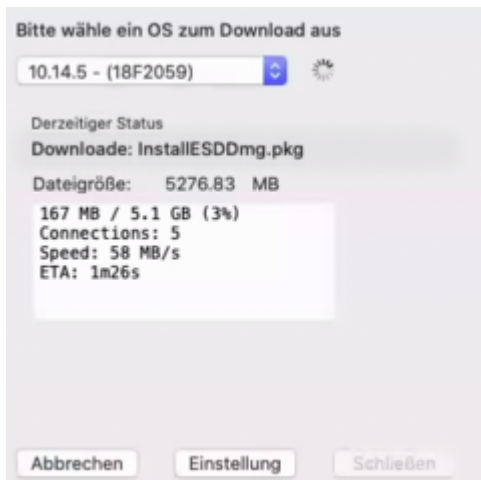 Bitte wähle ein OS zum Download aus
10.14.5 - (18F2059)
Derzeitiger Status
Downloade: InstallESDDmg.pkg
Dateigröße: 5276.83 MB
167 MB / 5.1 GB (3%)
Connections: 5
Speed: 58 MB/s
ETA: 1m26s
Abbrechen Einstellung Schließen